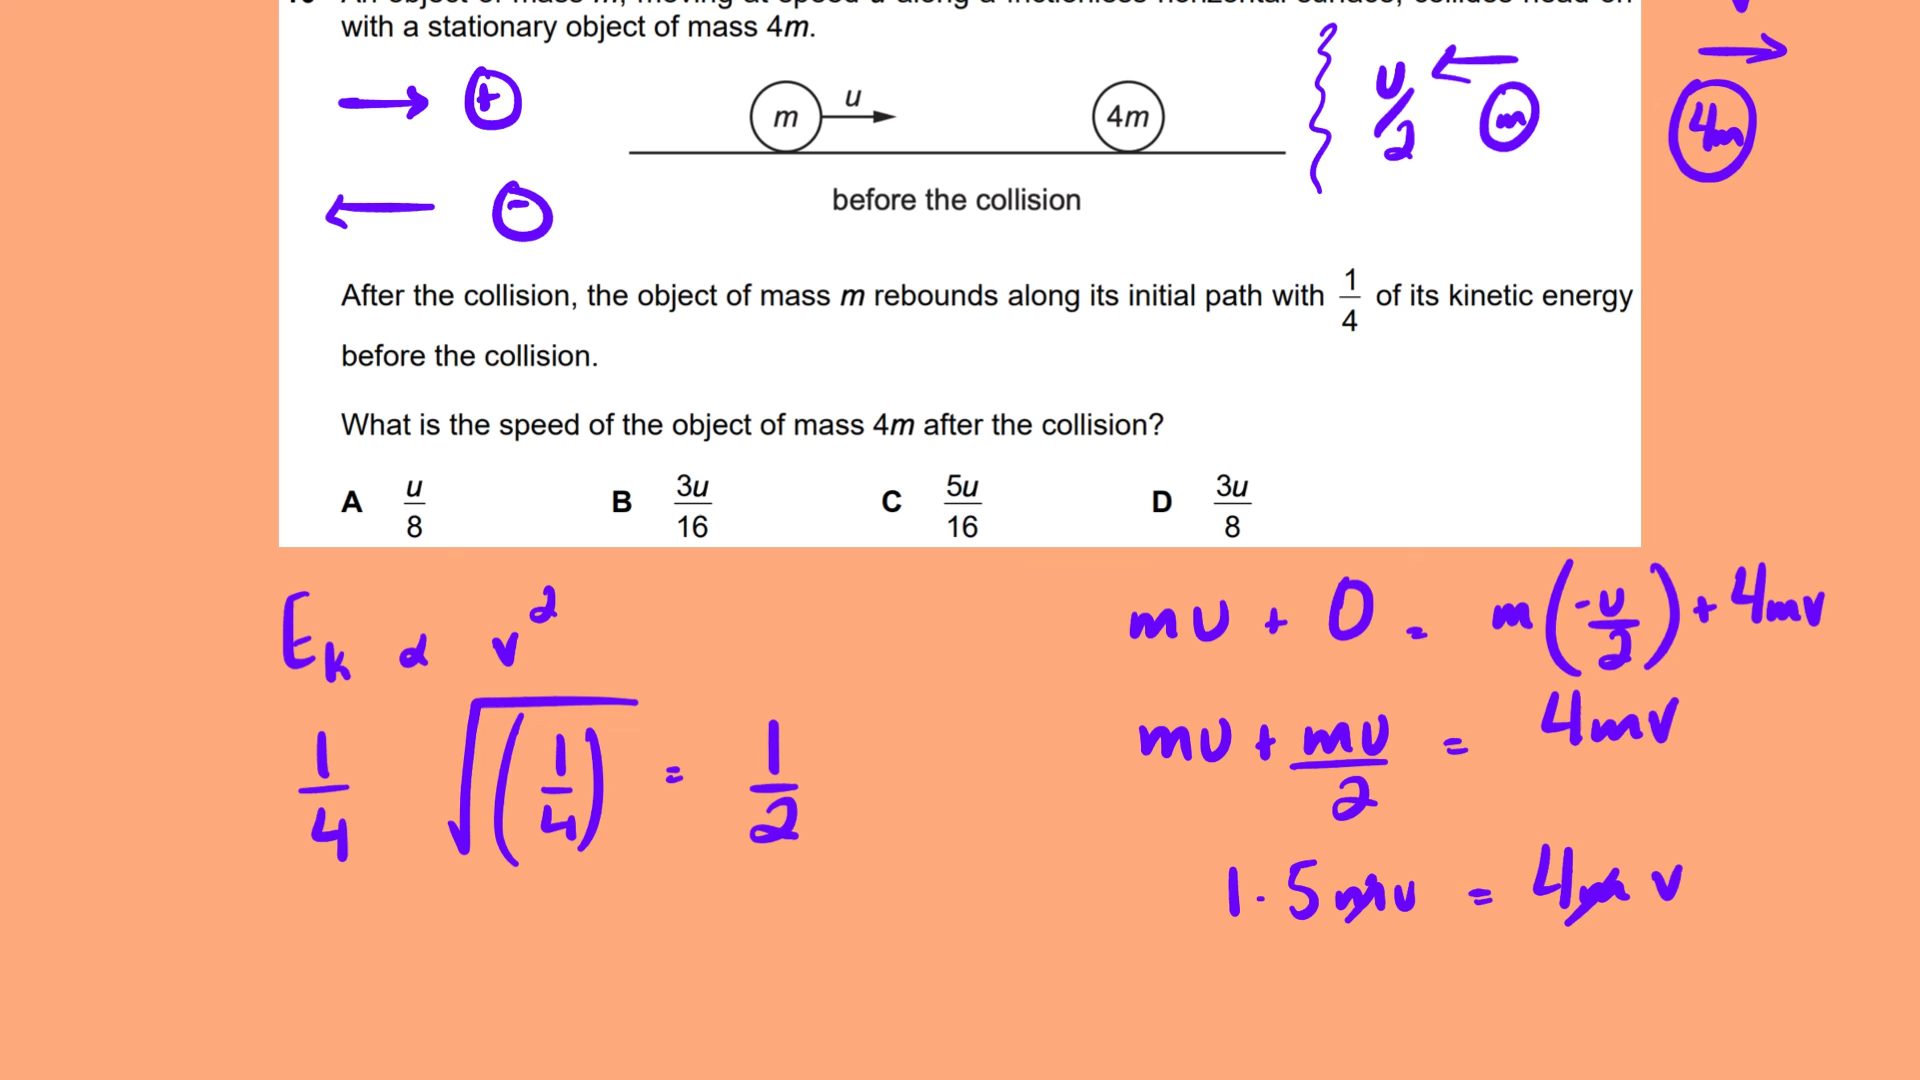 with a stationary object of mass 4m.
→ +
m u 4m
u/2 ← m
→
4m
← -
before the collision
After the collision, the object of mass m rebounds along its initial path with 1/4 of its kinetic energy
before the collision.
What is the speed of the object of mass 4m after the collision?
A u/8 B 3u/16 C 5u/16 D 3u/8
E_k ∝ v²
1/4 √(1/4) = 1/2
mu + 0 = m(-u/2) + 4mv
mu + mu/2 = 4mv
1.5mu = 4mv